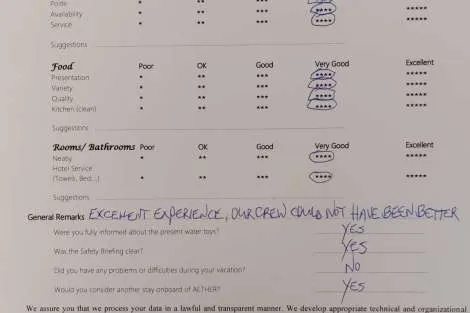 Polite * ** *** **** *****
Availability * ** *** **** *****
Service * ** *** **** *****
Suggestions
Food Poor OK Good Very Good Excellent
Presentation * ** *** **** *****
Variety * ** *** **** *****
Quality * ** *** **** *****
Kitchen (clean) * ** *** **** *****
Suggestions
Rooms/ Bathrooms Poor OK Good Very Good Excellent
Neatly * ** *** **** *****
Hotel Service
(Towels, Bed...) * ** *** **** *****
Suggestions
General Remarks EXCELLENT EXPERIENCE, OUR CREW COULD NOT HAVE BEEN BETTER
Were you fully informed about the present water toys? YES
Was the Safety Briefing clear? YES
Did you have any problems or difficulties during your vacation? NO
Would you consider another stay onboard of AETHER? YES
We assure you that we process your data in a lawful and transparent manner. We develop appropriate technical and organizational